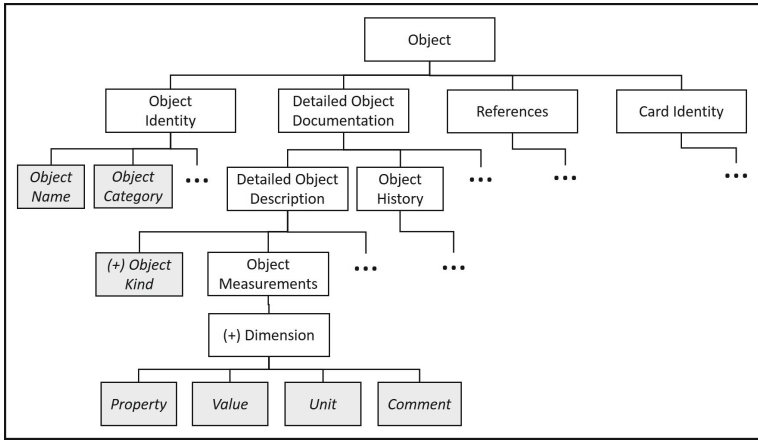 Object
Object
Identity
Detailed Object
Documentation
References
Card Identity
Object
Name
Object
Category
...
Detailed Object
Description
Object
History
...
...
...
(+) Object
Kind
Object
Measurements
...
...
(+) Dimension
Property
Value
Unit
Comment